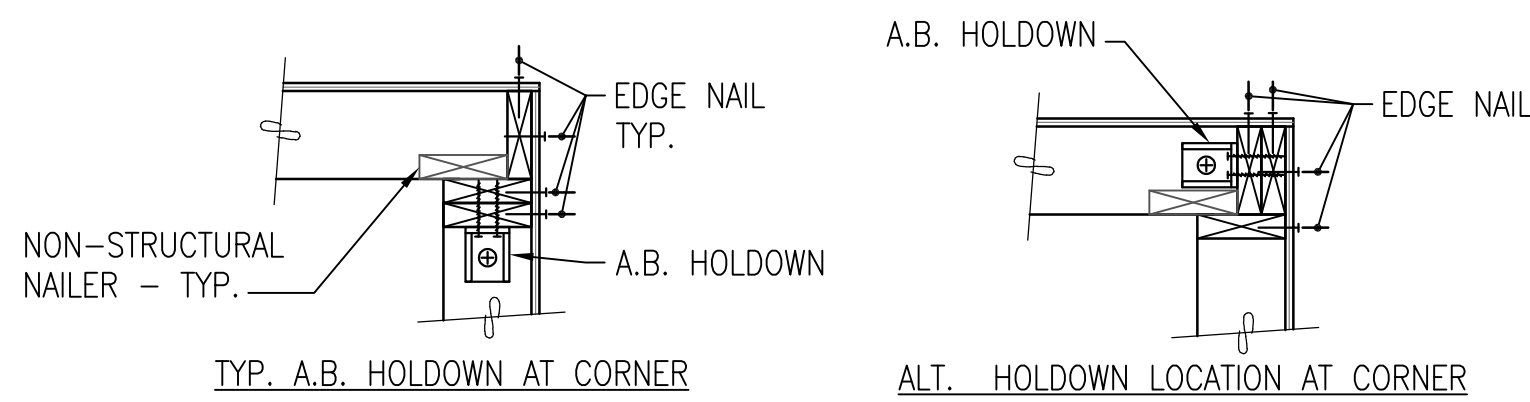 EDGE NAIL
TYP.
NON-STRUCTURAL
NAILER - TYP.
A.B. HOLDOWN
TYP. A.B. HOLDOWN AT CORNER
A.B. HOLDOWN
EDGE NAIL
ALT. HOLDOWN LOCATION AT CORNER